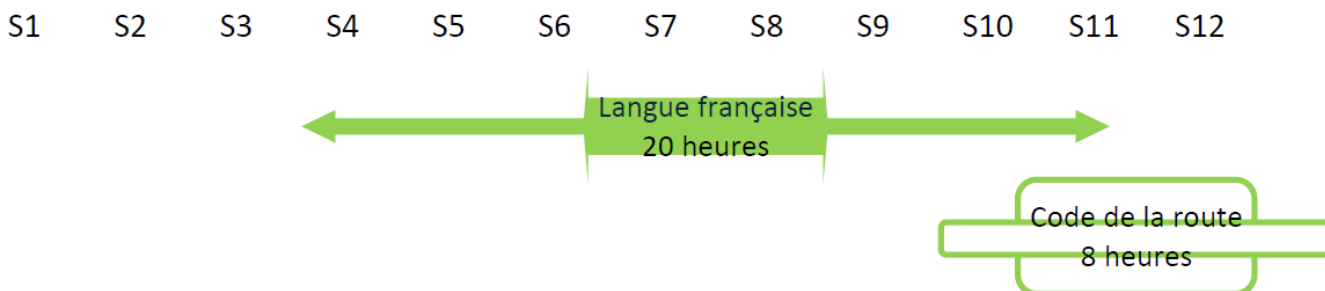 S1 S2 S3 S4 S5 S6 S7 S8 S9 S10 S11 S12
Langue française
20 heures
Code de la route
8 heures